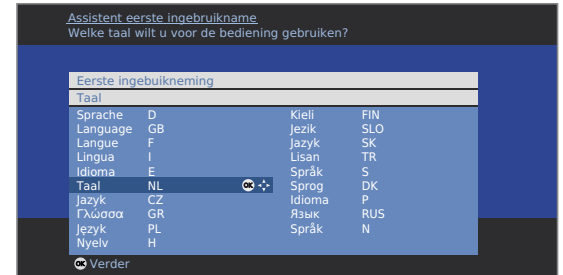 Assistent eerste ingebruikname
Welke taal wilt u voor de bediening gebruiken?
Eerste ingebuikneming
Taal
Sprache D Kieli FIN
Language GB Jezik SLO
Langue F Jazyk SK
Lingua I Lisan TR
Idioma E Språk S
Taal NL OK Sprog DK
Jazyk CZ Idioma P
Γλώσσα GR Язык RUS
Język PL Språk N
Nyelv H
OK Verder